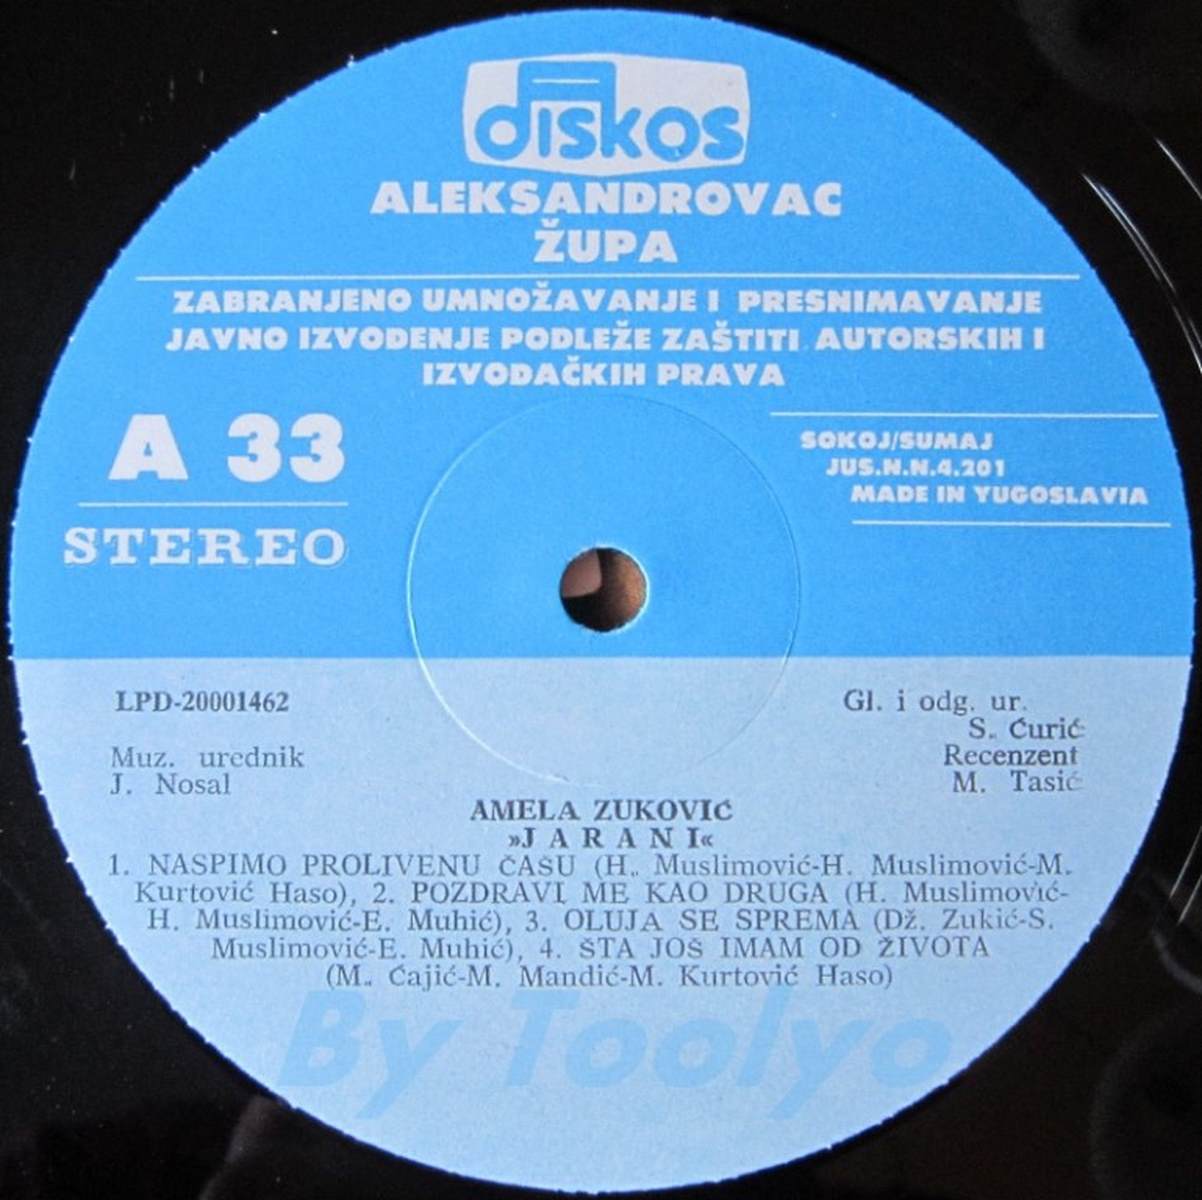 diskos
ALEKSANDROVAC
ŽUPA
ZABRANJENO UMNOŽAVANJE I PRESNIMAVANJE
JAVNO IZVOĐENJE PODLEŽE ZAŠTITI AUTORSKIH I
IZVOĐAČKIH PRAVA
A 33
STEREO
SOKOJ/SUMAJ
JUS.N.N.4.201
MADE IN YUGOSLAVIA
LPD-20001462
Muz. urednik
J. Nosal
Gl. i odg. ur.
S. Ćurić
Recenzent
M. Tasić
AMELA ZUKOVIĆ
»J A R A N I«
1. NASPIMO PROLIVENU ČAŠU (H. Muslimović-H. Muslimović-M.
Kurtović Haso), 2. POZDRAVI ME KAO DRUGA (H. Muslimović-
H. Muslimović-E. Muhić), 3. OLUJA SE SPREMA (Dž. Zukić-S.
Muslimović-E. Muhić), 4. ŠTA JOŠ IMAM OD ŽIVOTA
(M. Ćajić-M. Mandić-M. Kurtović Haso)
By Toolyo